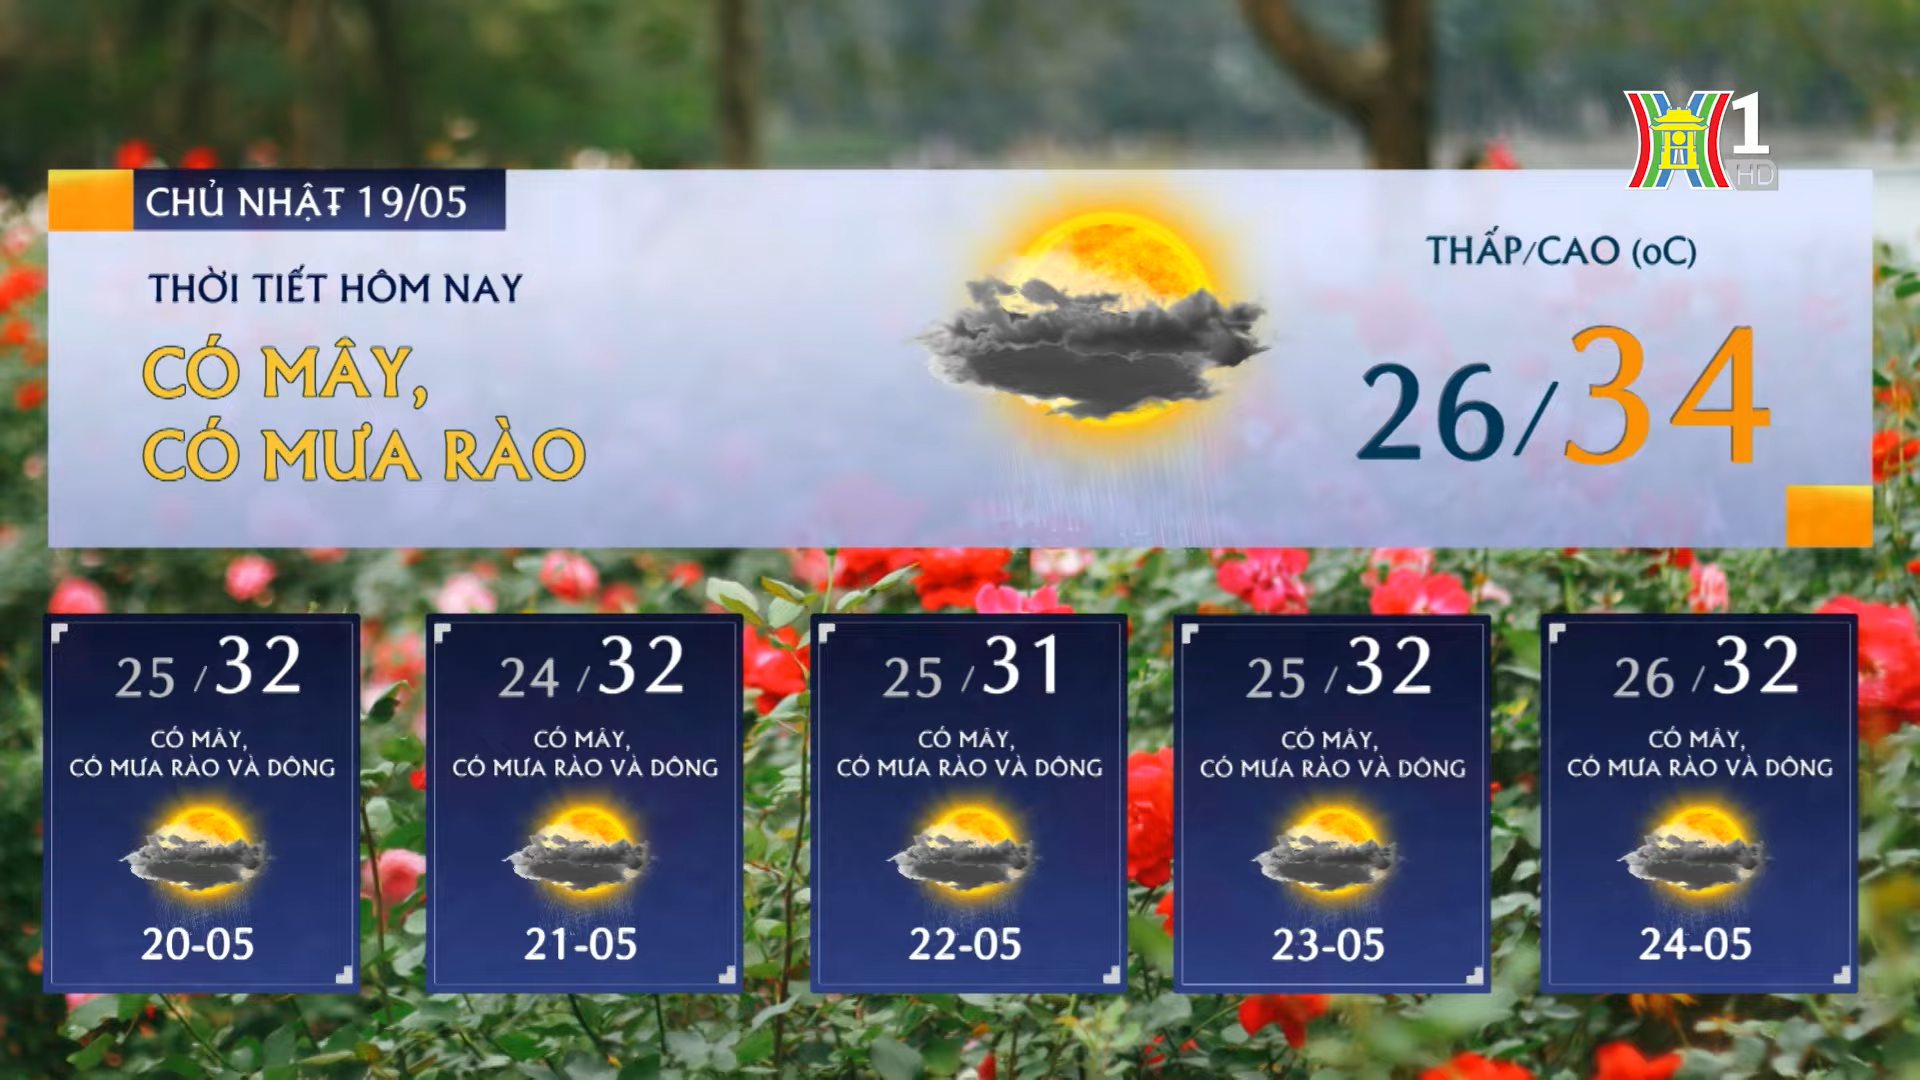 1
HD
CHỦ NHẬT 19/05
THỜI TIẾT HÔM NAY
CÓ MÂY,
CÓ MƯA RÀO
THẤP/CAO (oC)
26/34
25/32
CÓ MÂY,
CÓ MƯA RÀO VÀ DÔNG
20-05
24/32
CÓ MÂY,
CÓ MƯA RÀO VÀ DÔNG
21-05
25/31
CÓ MÂY,
CÓ MƯA RÀO VÀ DÔNG
22-05
25/32
CÓ MÂY,
CÓ MƯA RÀO VÀ DÔNG
23-05
26/32
CÓ MÂY,
CÓ MƯA RÀO VÀ DÔNG
24-05